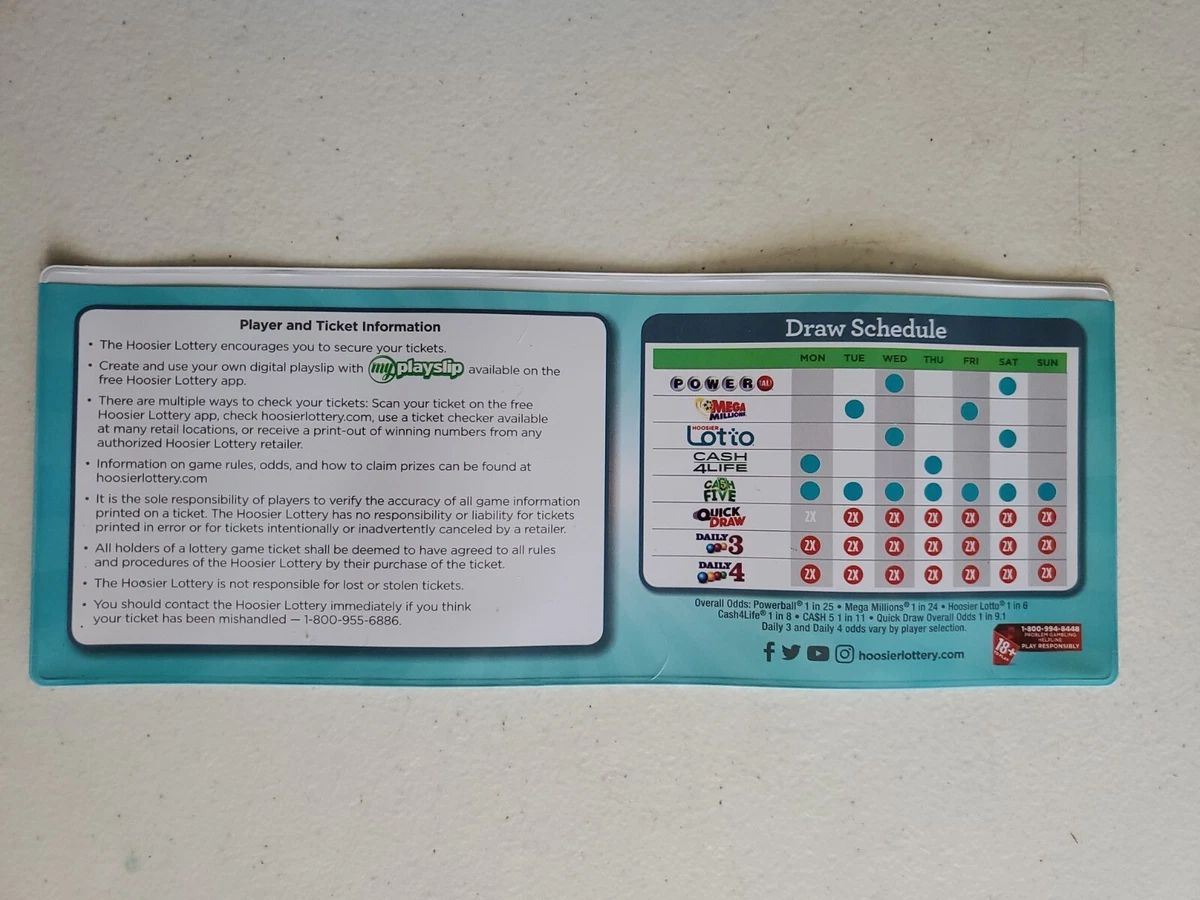 Player and Ticket Information
• The Hoosier Lottery encourages you to secure your tickets.
• Create and use your own digital playslip with myplayslip available on the
free Hoosier Lottery app.
• There are multiple ways to check your tickets: Scan your ticket on the free
Hoosier Lottery app, check hoosierlottery.com, use a ticket checker available
at many retail locations, or receive a print-out of winning numbers from any
authorized Hoosier Lottery retailer.
• Information on game rules, odds, and how to claim prizes can be found at
hoosierlottery.com
• It is the sole responsibility of players to verify the accuracy of all game information
printed on a ticket. The Hoosier Lottery has no responsibility or liability for tickets
printed in error or for tickets intentionally or inadvertently canceled by a retailer.
• All holders of a lottery game ticket shall be deemed to have agreed to all rules
and procedures of the Hoosier Lottery by their purchase of the ticket.
• The Hoosier Lottery is not responsible for lost or stolen tickets.
• You should contact the Hoosier Lottery immediately if you think
your ticket has been mishandled — 1-800-955-6886.
Draw Schedule
MON TUE WED THU FRI SAT SUN
POWERBALL
MEGA
MILLIONS
HOOSIER
Lotto
CASH
4LIFE
CASH
FIVE
QUICK
DRAW 2X 2X 2X 2X 2X 2X 2X
DAILY 3 2X 2X 2X 2X 2X 2X 2X
DAILY 4 2X 2X 2X 2X 2X 2X 2X
Overall Odds: Powerball® 1 in 25 • Mega Millions® 1 in 24 • Hoosier Lotto® 1 in 6
Cash4Life® 1 in 8 • CASH 5 1 in 11 • Quick Draw Overall Odds 1 in 9.1
Daily 3 and Daily 4 odds vary by player selection.
hoosierlottery.com
18+
TO PLAY
1-800-994-8448
PROBLEM GAMBLING
HELPLINE
PLAY RESPONSIBLY